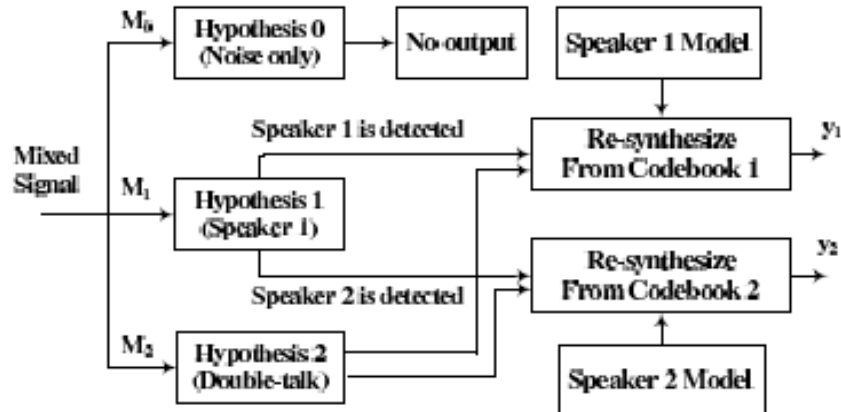 M₀
Hypothesis 0
(Noise only)
No output
Speaker 1 Model
Speaker 1 is detected
Re-synthesize
From Codebook 1
y₁
Mixed
Signal
M₁
Hypothesis 1
(Speaker i)
Speaker 2 is detected
Re-synthesize
From Codebook 2
y₂
M₂
Hypothesis 2
(Double-talk)
Speaker 2 Model